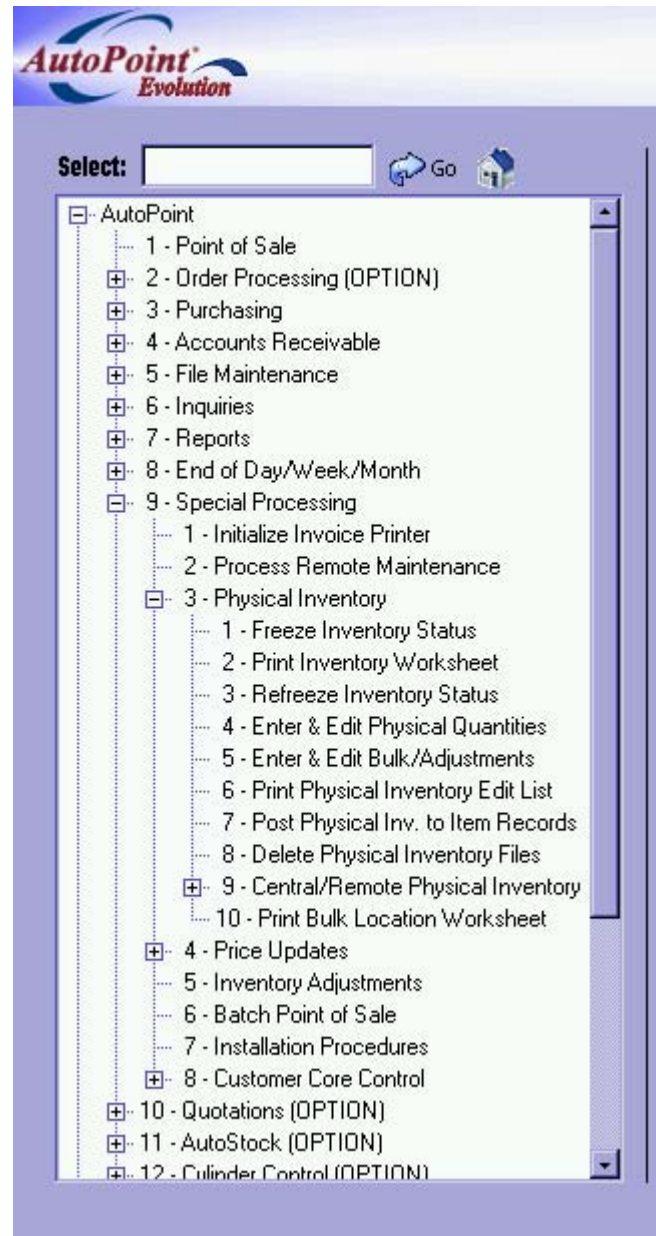 AutoPoint
Evolution
Select:
Go
AutoPoint
1 - Point of Sale
2 - Order Processing (OPTION)
3 - Purchasing
4 - Accounts Receivable
5 - File Maintenance
6 - Inquiries
7 - Reports
8 - End of Day/Week/Month
9 - Special Processing
1 - Initialize Invoice Printer
2 - Process Remote Maintenance
3 - Physical Inventory
1 - Freeze Inventory Status
2 - Print Inventory Worksheet
3 - Refreeze Inventory Status
4 - Enter & Edit Physical Quantities
5 - Enter & Edit Bulk/Adjustments
6 - Print Physical Inventory Edit List
7 - Post Physical Inv. to Item Records
8 - Delete Physical Inventory Files
9 - Central/Remote Physical Inventory
10 - Print Bulk Location Worksheet
4 - Price Updates
5 - Inventory Adjustments
6 - Batch Point of Sale
7 - Installation Procedures
8 - Customer Core Control
10 - Quotations (OPTION)
11 - AutoStock (OPTION)
12 - Cylinder Control (OPTION)